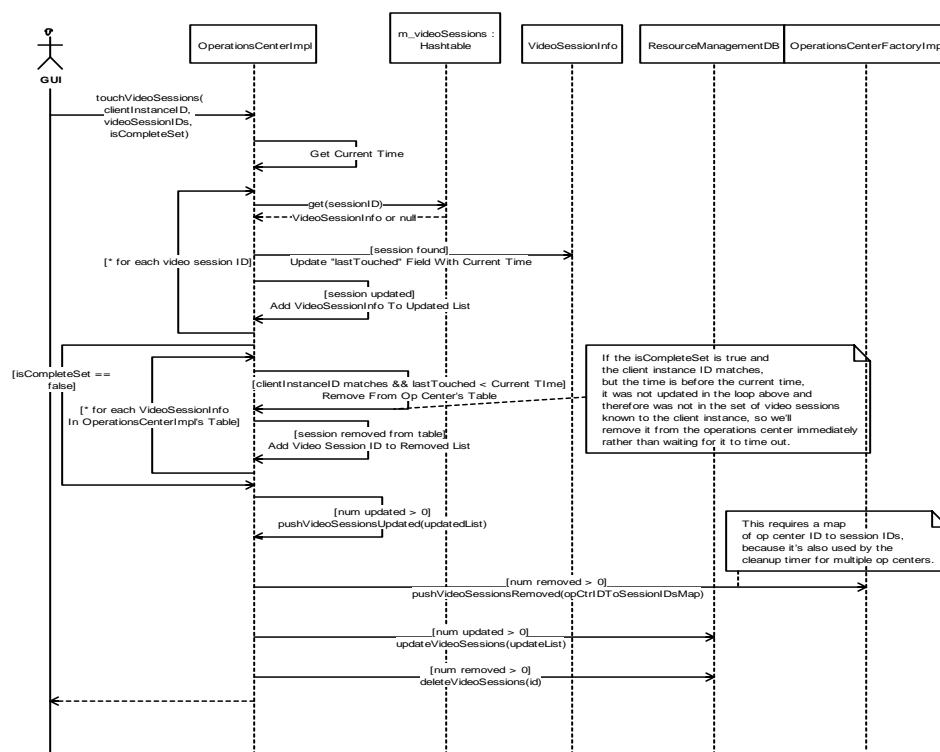 OperationsCenterImpl
m_videoSessions :
Hashtable
VideoSessionInfo
ResourceManagementDB
OperationsCenterFactoryImp
GUI
touchVideoSessions(
clientInstanceID,
videoSessionIDs,
isCompleteSet)
Get Current Time
get(sessionID)
VideoSessionInfo or null
[* for each video session ID]
[session found]
Update "lastTouched" Field With Current Time
[session updated]
Add VideoSessionInfo To Updated List
[isCompleteSet ==
false]
[* for each VideoSessionInfo
In OperationsCenterImpl's Table]
[clientInstanceID matches && lastTouched < Current TIme]
Remove From Op Center's Table
If the isCompleteSet is true and
the client instance ID matches,
but the time is before the current time,
it was not updated in the loop above and
therefore was not in the set of video sessions
known to the client instance, so we'll
remove it from the operations center immediately
rather than waiting for it to time out.
[session removed from table]
Add Video Session ID to Removed List
[num updated > 0]
pushVideoSessionsUpdated(updatedList)
This requires a map
of op center ID to session IDs,
because it's also used by the
cleanup timer for multiple op centers.
[num removed > 0]
pushVideoSessionsRemoved(opCtrIDToSessionIDsMap)
[num updated > 0]
updateVideoSessions(updateList)
[num removed > 0]
deleteVideoSessions(id)